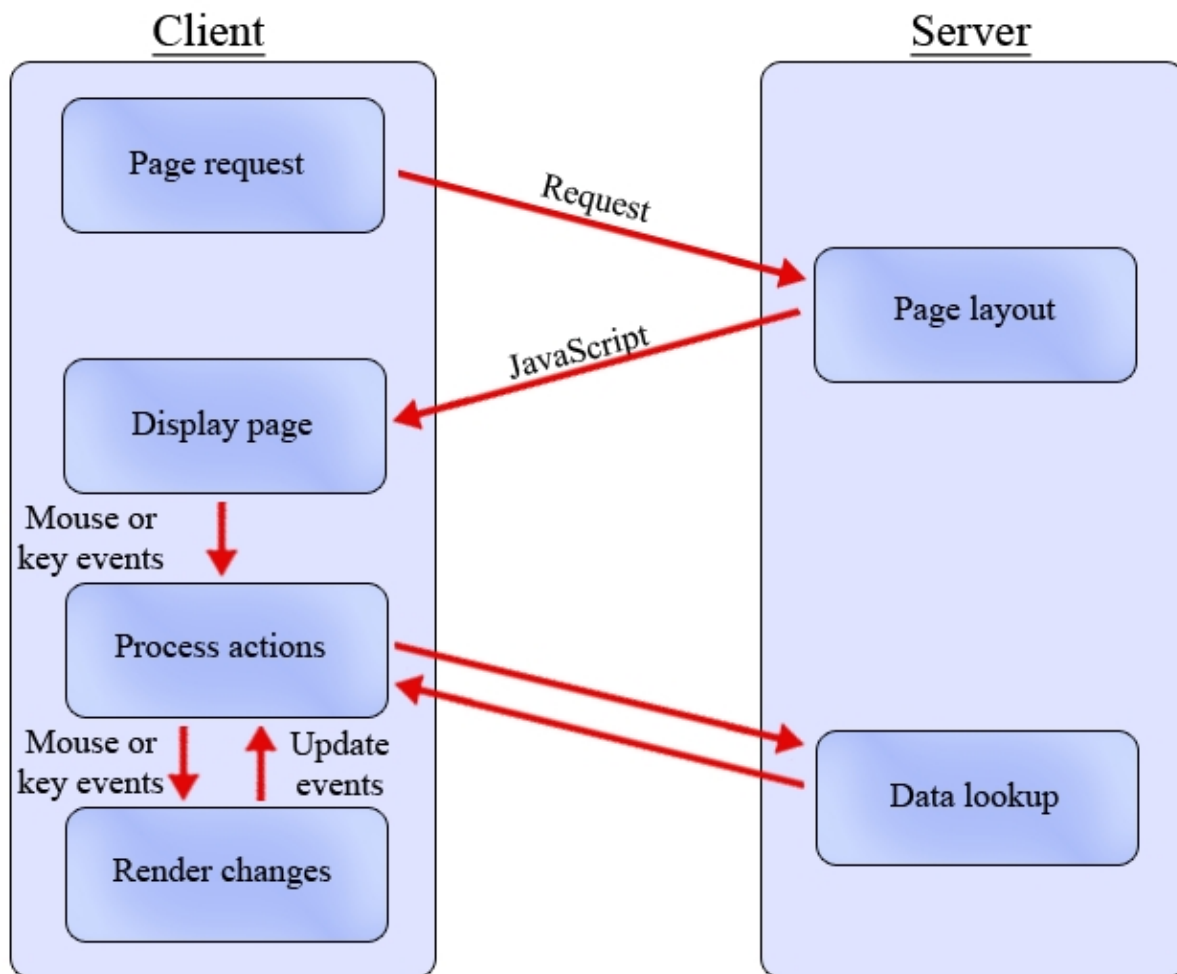 Client
Server
Page request
Request
Page layout
JavaScript
Display page
Mouse or
key events
Process actions
Mouse or
key events
Update
events
Data lookup
Render changes